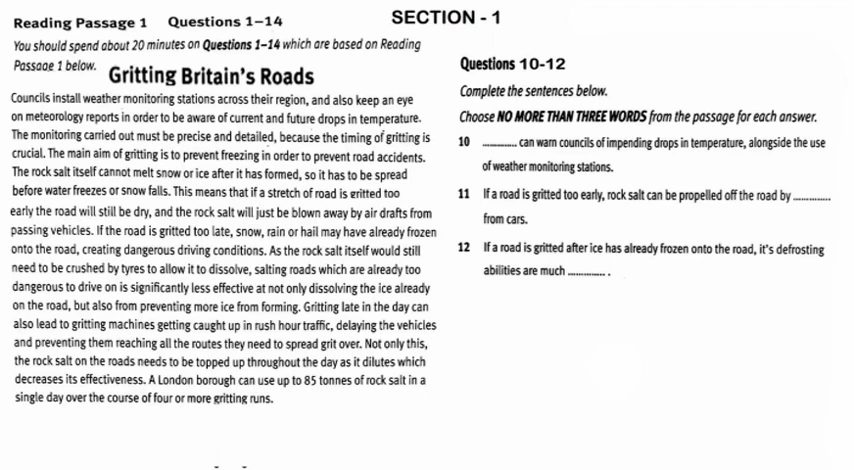 SECTION - 1
Reading Passage 1 Questions 1–14
You should spend about 20 minutes on Questions 1–14 which are based on Reading
Passage 1 below.
Gritting Britain's Roads
Councils install weather monitoring stations across their region, and also keep an eye
on meteorology reports in order to be aware of current and future drops in temperature.
The monitoring carried out must be precise and detailed, because the timing of gritting is
crucial. The main aim of gritting is to prevent freezing in order to prevent road accidents.
The rock salt itself cannot melt snow or ice after it has formed, so it has to be spread
before water freezes or snow falls. This means that if a stretch of road is gritted too
early the road will still be dry, and the rock salt will just be blown away by air drafts from
passing vehicles. If the road is gritted too late, snow, rain or hail may have already frozen
onto the road, creating dangerous driving conditions. As the rock salt itself would still
need to be crushed by tyres to allow it to dissolve, salting roads which are already too
dangerous to drive on is significantly less effective at not only dissolving the ice already
on the road, but also from preventing more ice from forming. Gritting late in the day can
also lead to gritting machines getting caught up in rush hour traffic, delaying the vehicles
and preventing them reaching all the routes they need to spread grit over. Not only this,
the rock salt on the roads needs to be topped up throughout the day as it dilutes which
decreases its effectiveness. A London borough can use up to 85 tonnes of rock salt in a
single day over the course of four or more gritting runs.
Questions 10-12
Complete the sentences below.
Choose NO MORE THAN THREE WORDS from the passage for each answer.
10 .............. can warn councils of impending drops in temperature, alongside the use
of weather monitoring stations.
11 If a road is gritted too early, rock salt can be propelled off the road by ..............
from cars.
12 If a road is gritted after ice has already frozen onto the road, it's defrosting
abilities are much .............. .